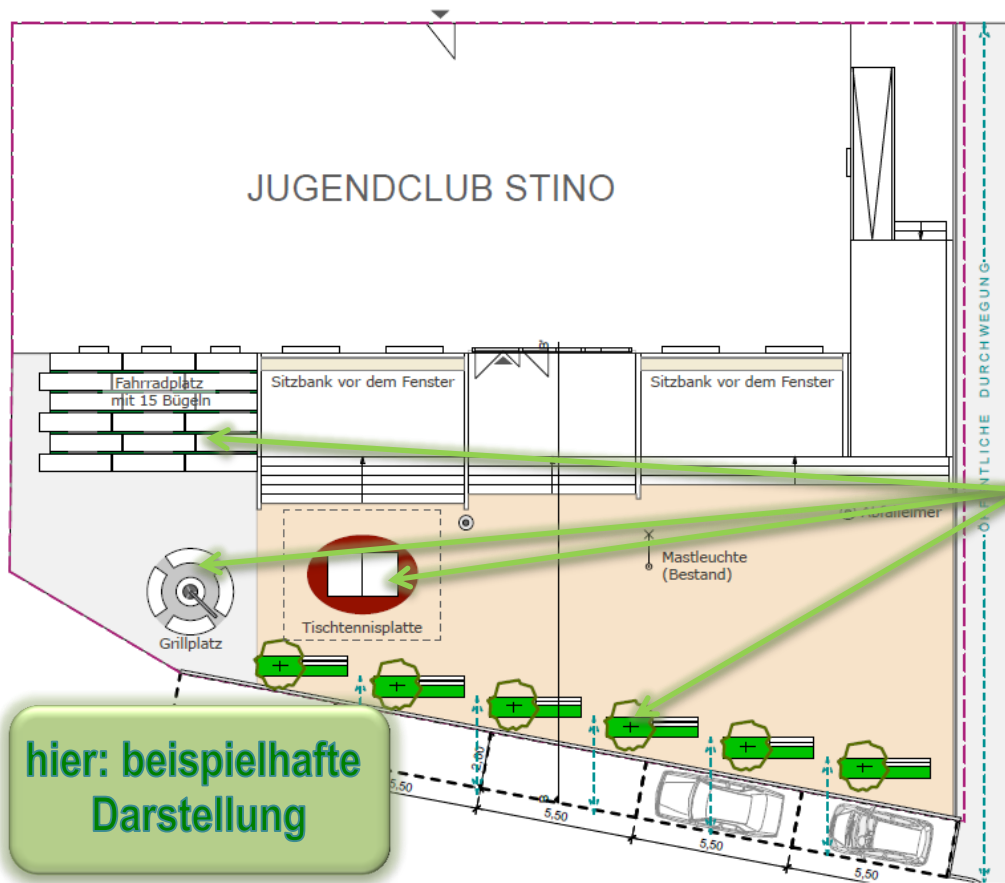 JUGENDCLUB STINO
ÖFFENTLICHE DURCHWEGUNG
Fahrradplatz
mit 15 Bügeln
Sitzbank vor dem Fenster
Sitzbank vor dem Fenster
Abfalleimer
Mastleuchte
(Bestand)
Tischtennisplatte
Grillplatz
hier: beispielhafte
Darstellung
2,00
5,50
5,50
5,50
5,50